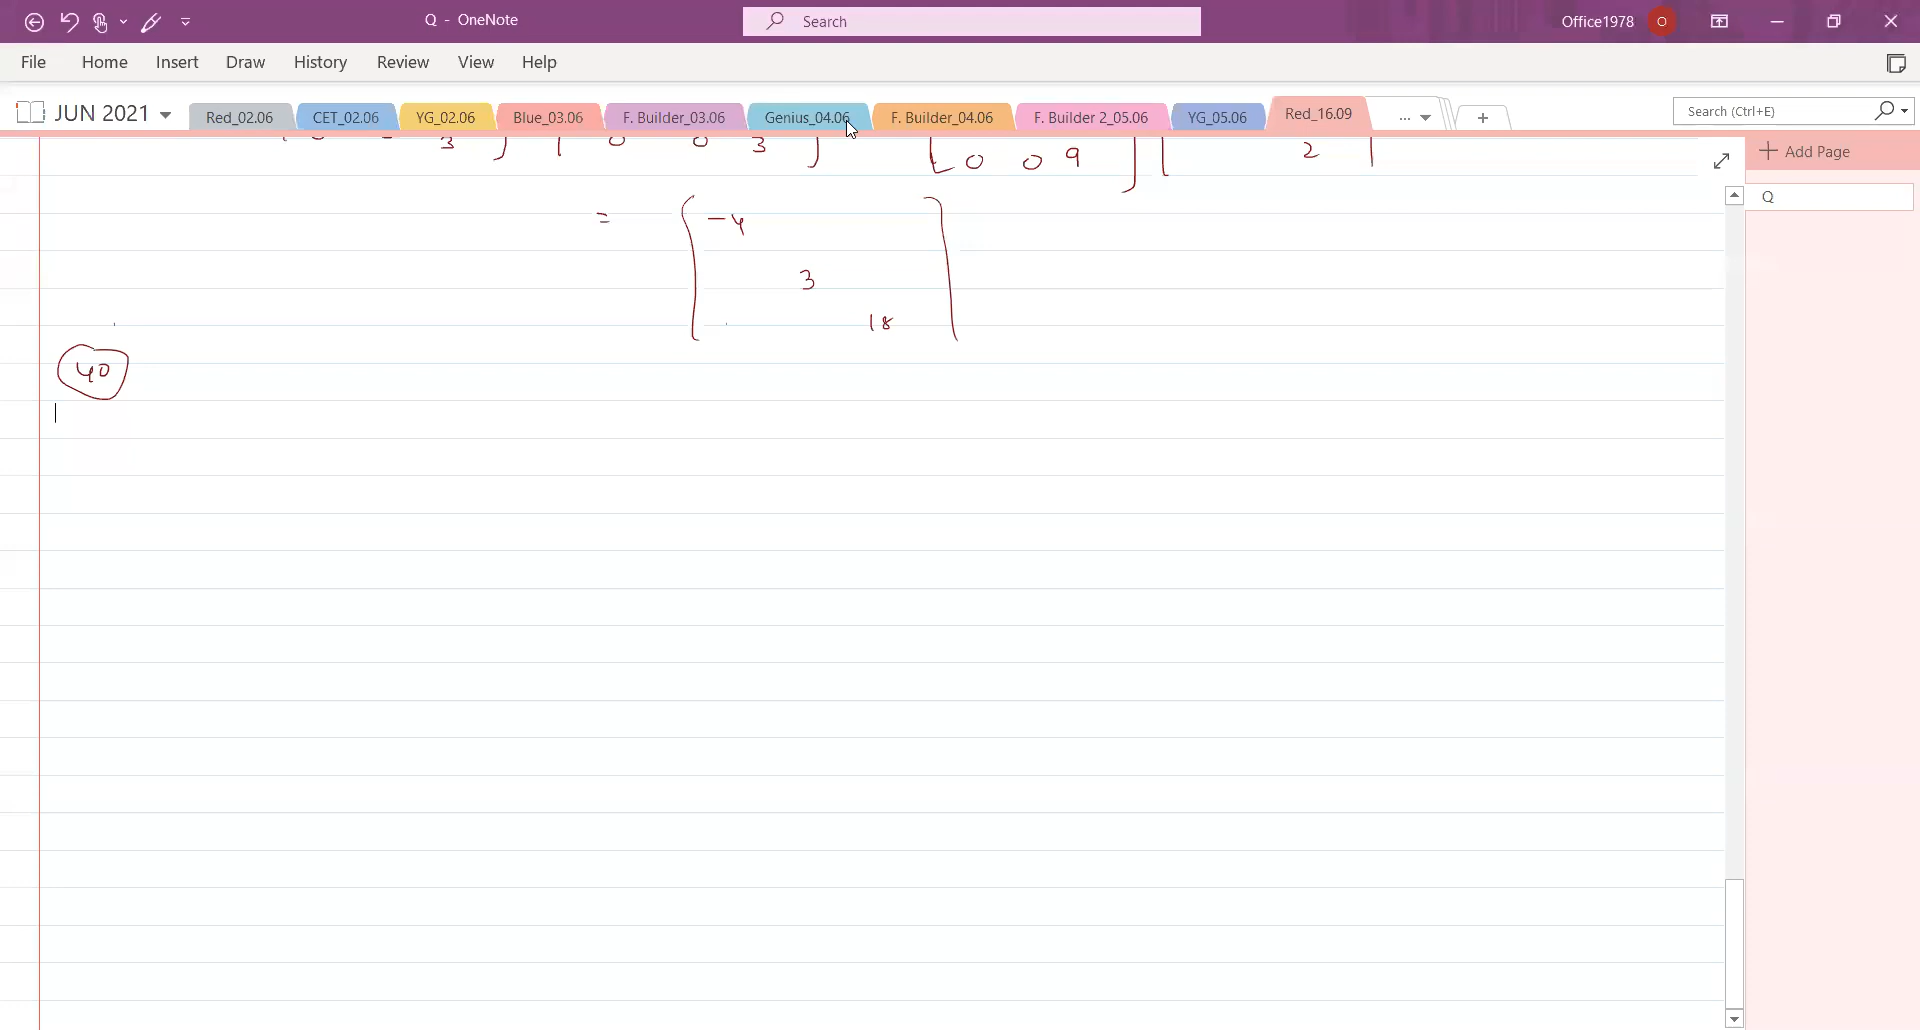 Q - OneNote
Search
Office1978
O
File Home Insert Draw History Review View Help
JUN 2021
Red_02.06 CET_02.06 YG_02.06 Blue_03.06 F. Builder_03.06 Genius_04.06 F. Builder_04.06 F. Builder 2_05.06 YG_05.06 Red_16.09 ... +
Search (Ctrl+E)
Add Page
Q
3 0 0 3 0 0 9 2
= -4
3
18
40